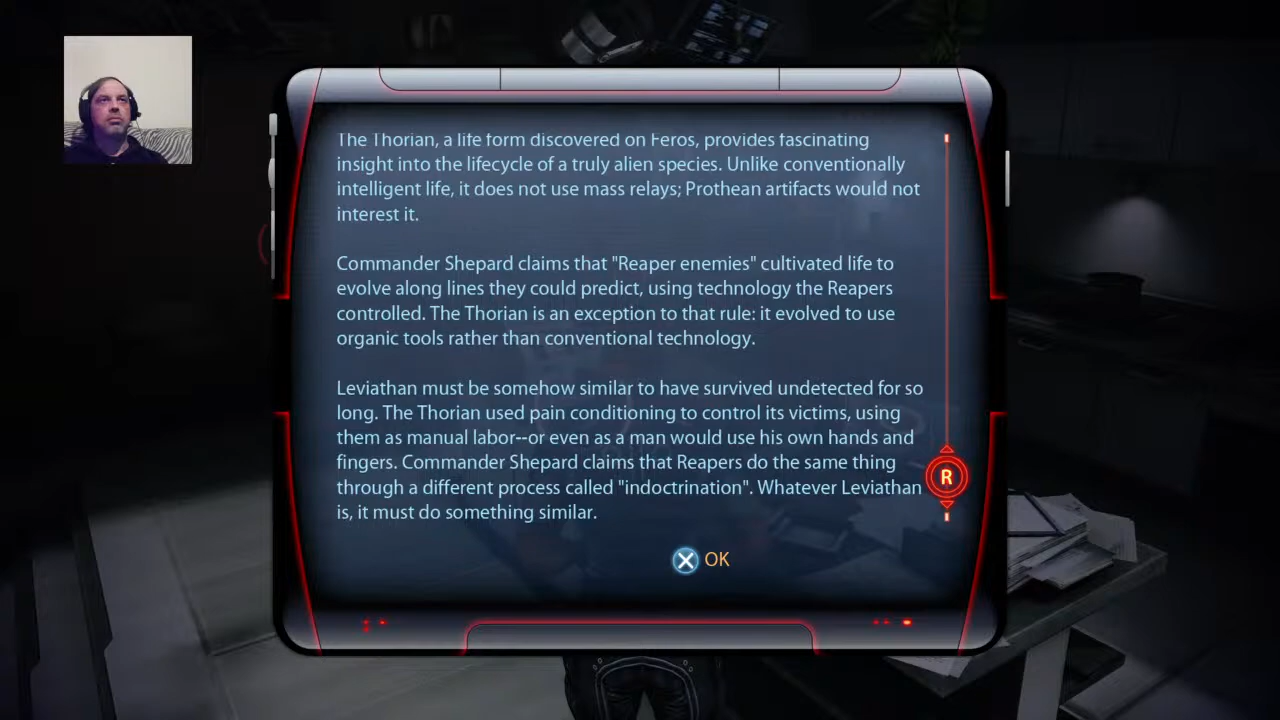 The Thorian, a life form discovered on Feros, provides fascinating
insight into the lifecycle of a truly alien species. Unlike conventionally
intelligent life, it does not use mass relays; Prothean artifacts would not
interest it.
Commander Shepard claims that "Reaper enemies" cultivated life to
evolve along lines they could predict, using technology the Reapers
controlled. The Thorian is an exception to that rule: it evolved to use
organic tools rather than conventional technology.
Leviathan must be somehow similar to have survived undetected for so
long. The Thorian used pain conditioning to control its victims, using
them as manual labor--or even as a man would use his own hands and
fingers. Commander Shepard claims that Reapers do the same thing
through a different process called "indoctrination". Whatever Leviathan
is, it must do something similar.
R
OK